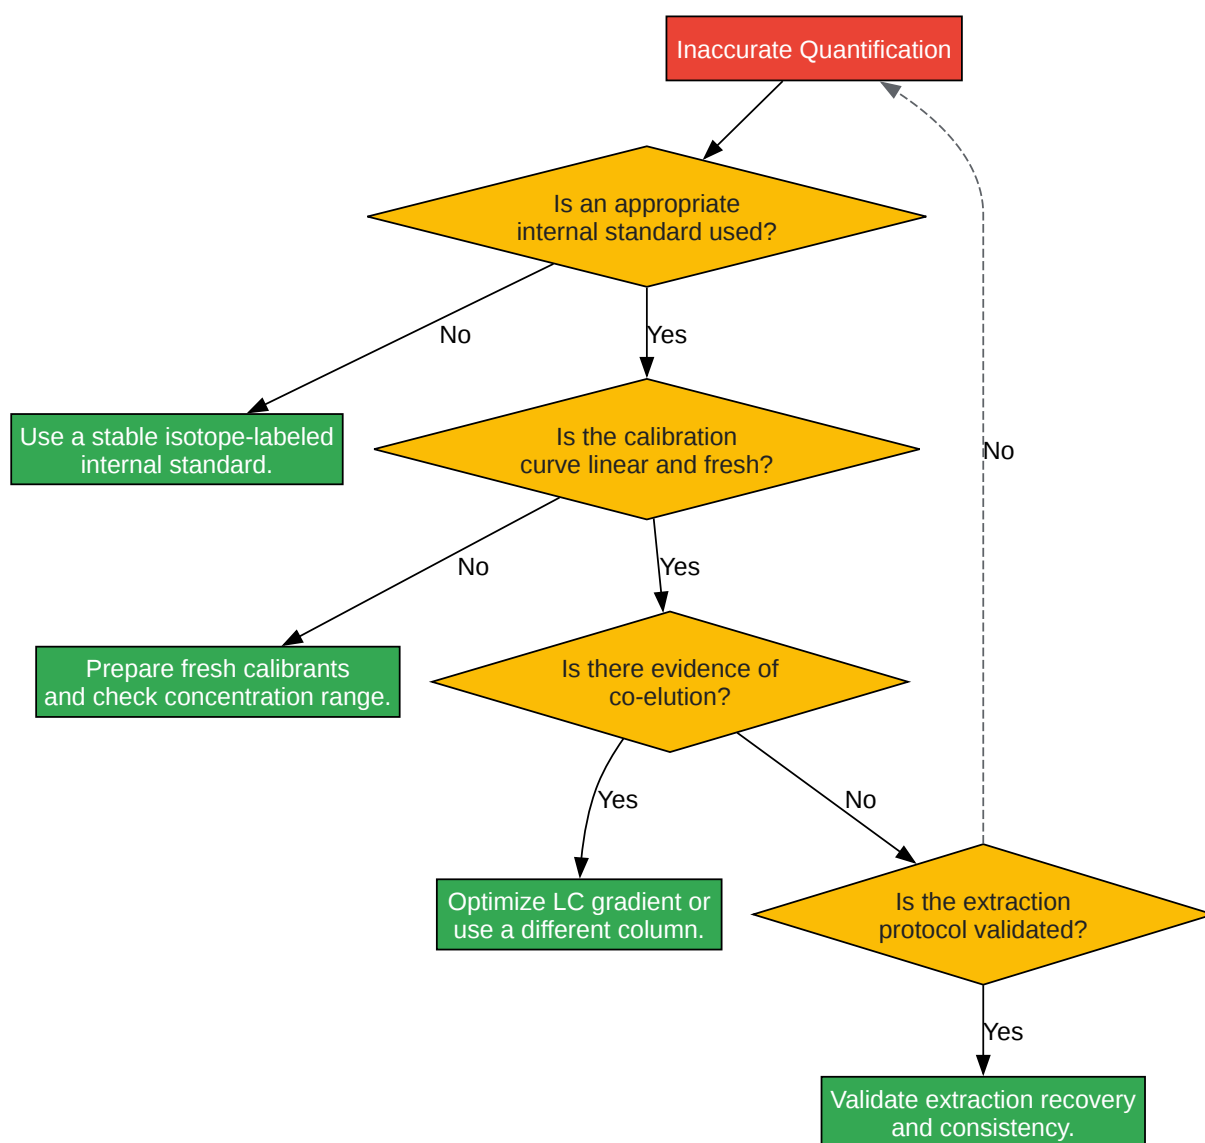 Inaccurate Quantification
Is an appropriate
internal standard used?
No
Yes
Use a stable isotope-labeled
internal standard.
Is the calibration
curve linear and fresh?
No
No
Yes
Prepare fresh calibrants
and check concentration range.
Is there evidence of
co-elution?
Yes
No
Optimize LC gradient or
use a different column.
Is the extraction
protocol validated?
Yes
Validate extraction recovery
and consistency.